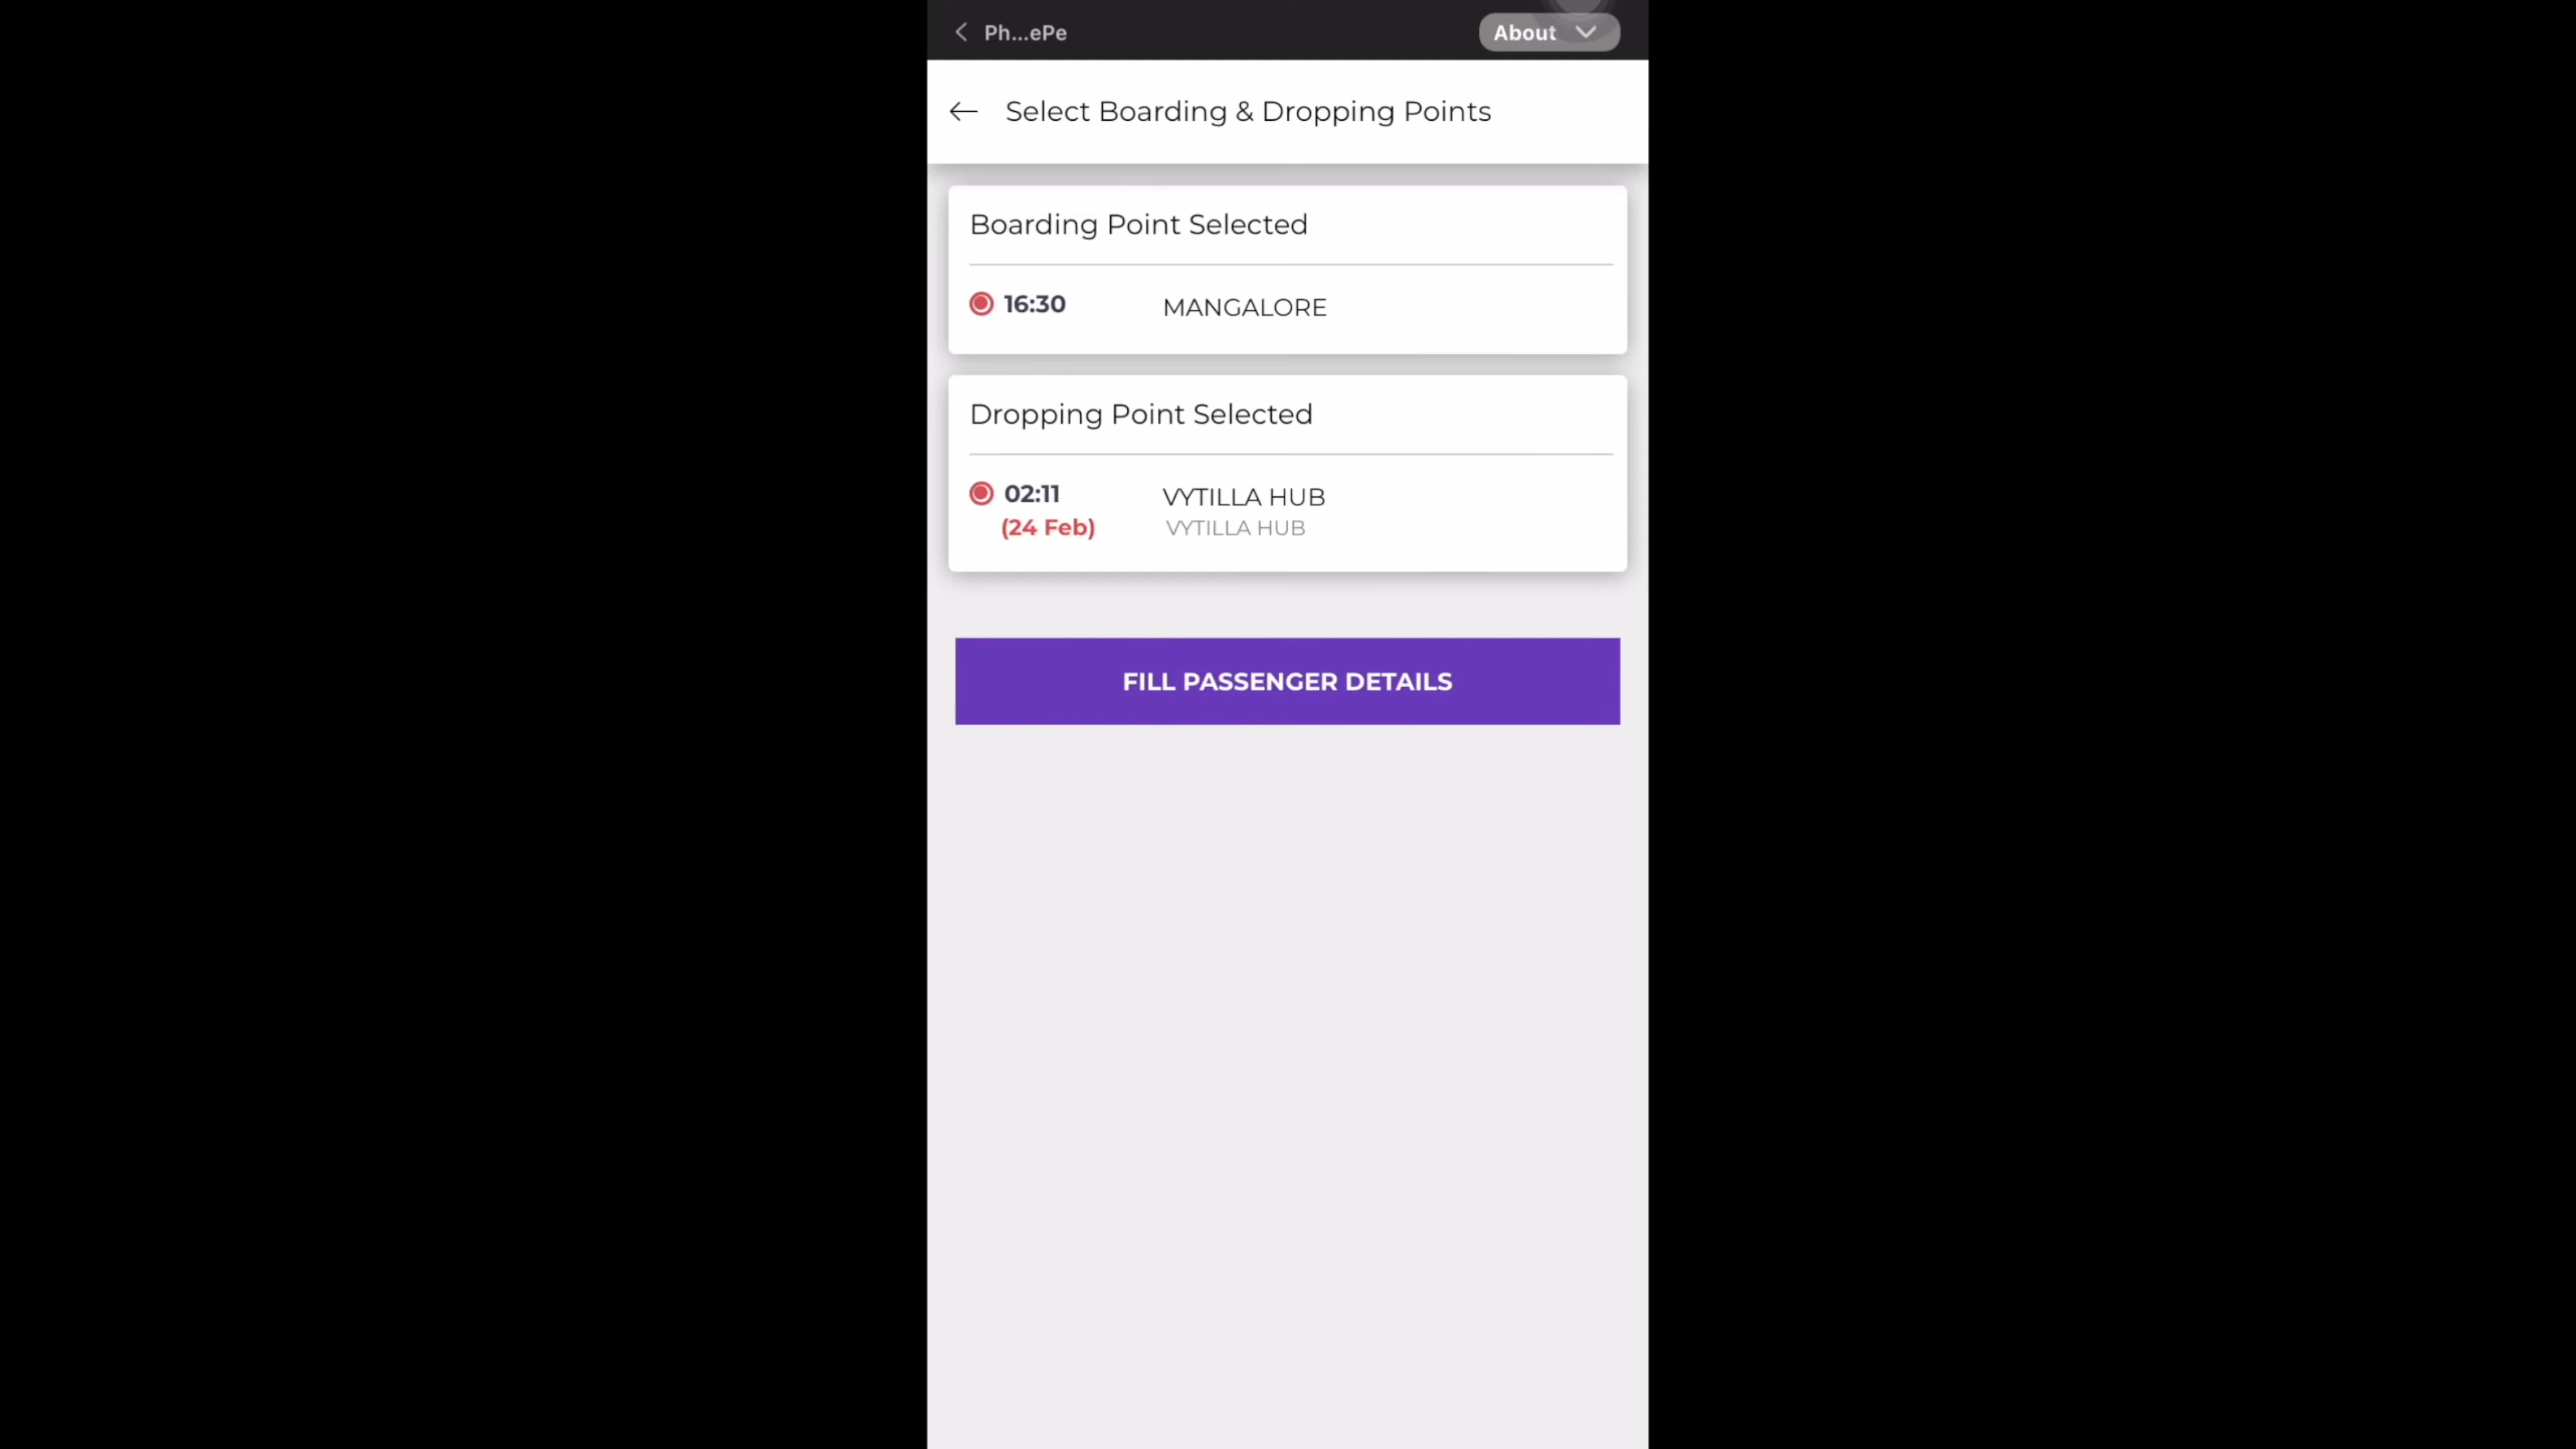 Ph...ePe
About
Select Boarding & Dropping Points
Boarding Point Selected
16:30 MANGALORE
Dropping Point Selected
02:11 VYTILLA HUB
(24 Feb) VYTILLA HUB
FILL PASSENGER DETAILS